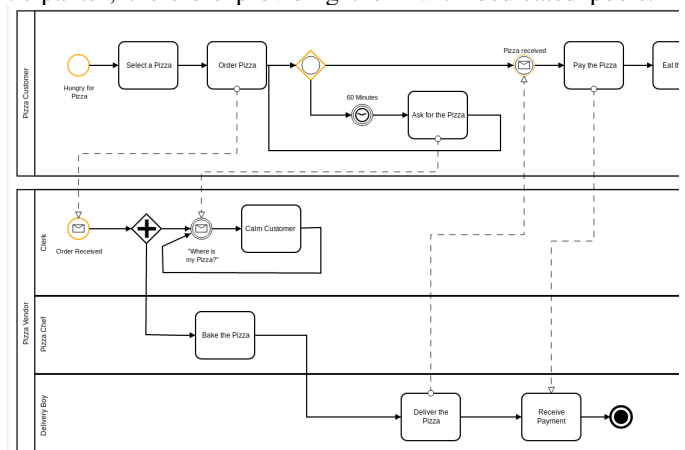 Pizza Customer
Hungry for
Pizza
Select a Pizza
Order Pizza
60 Minutes
Ask for the Pizza
Pizza received
Pay the Pizza
Eat th
Pizza Vendor
Clerk
Order Received
"Where is
my Pizza?"
Calm Customer
Pizza Chef
Bake the Pizza
Delivery Boy
Deliver the
Pizza
Receive
Payment